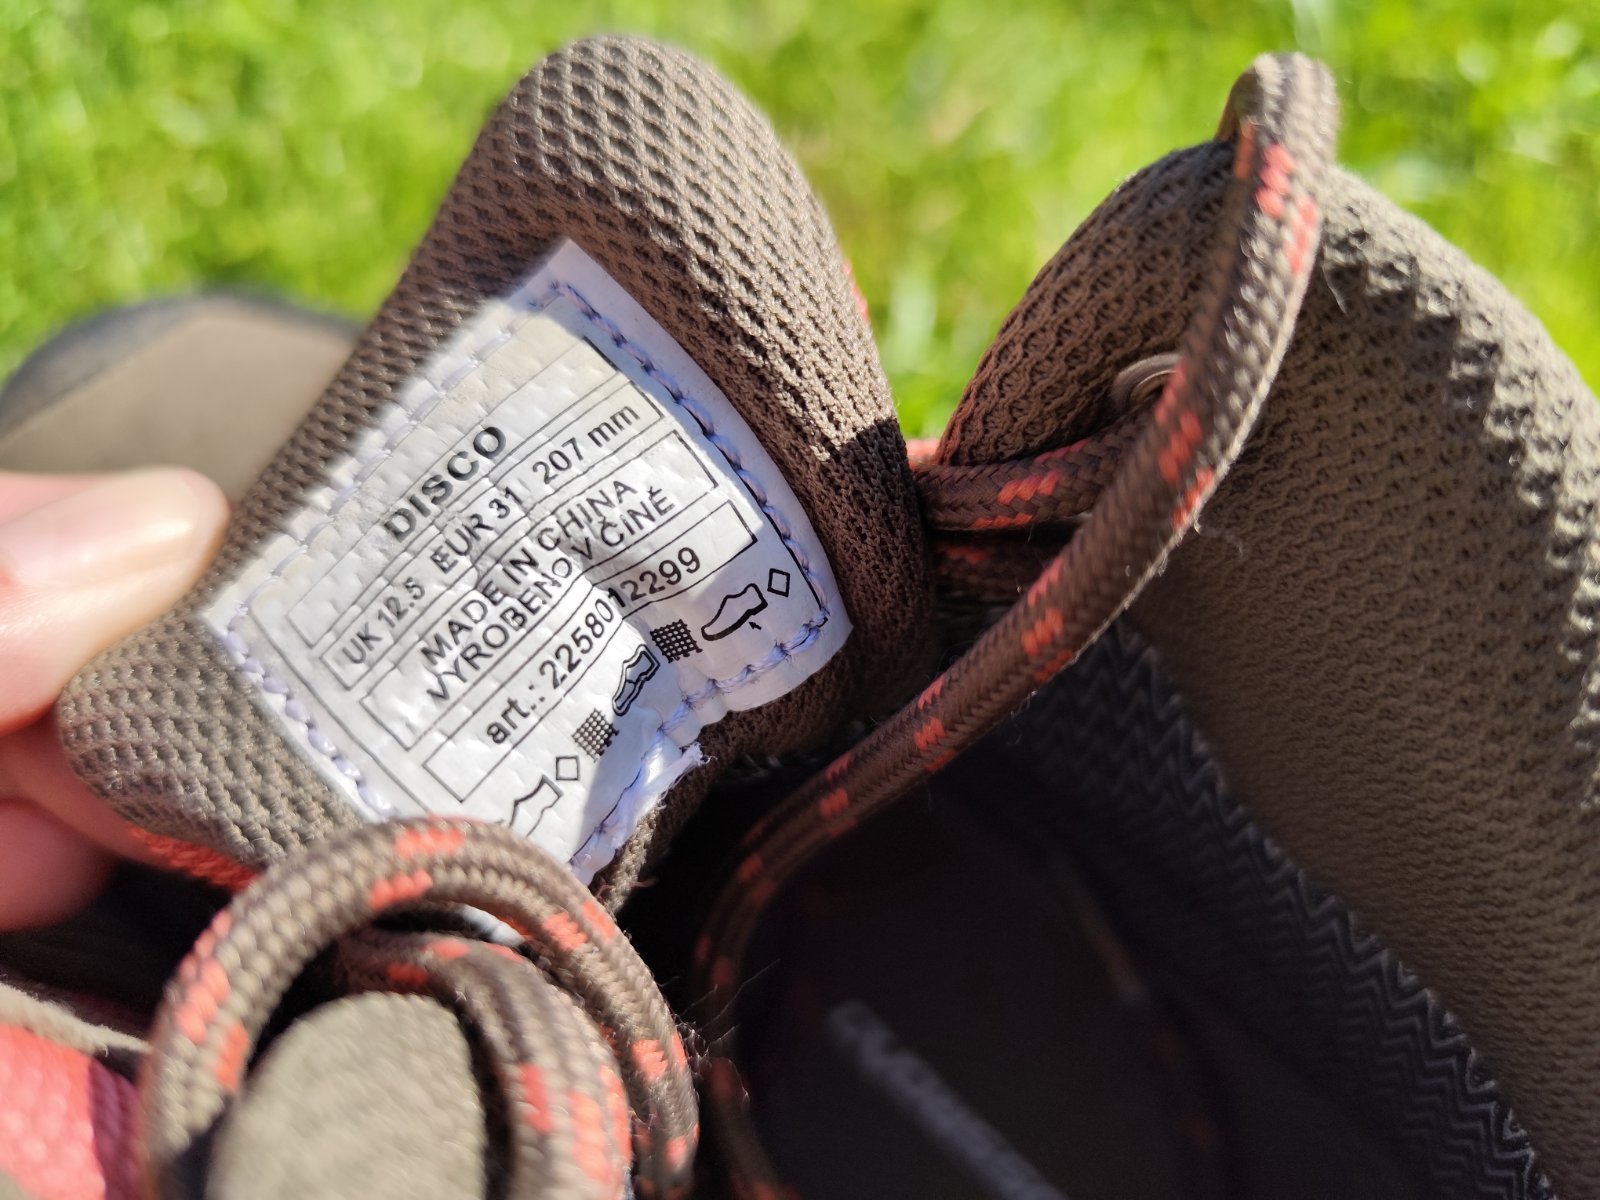 DISCO
UK 12.5 EUR 31 207 mm
MADE IN CHINA
VYROBENO V ČÍNĚ
art.: 2258012299